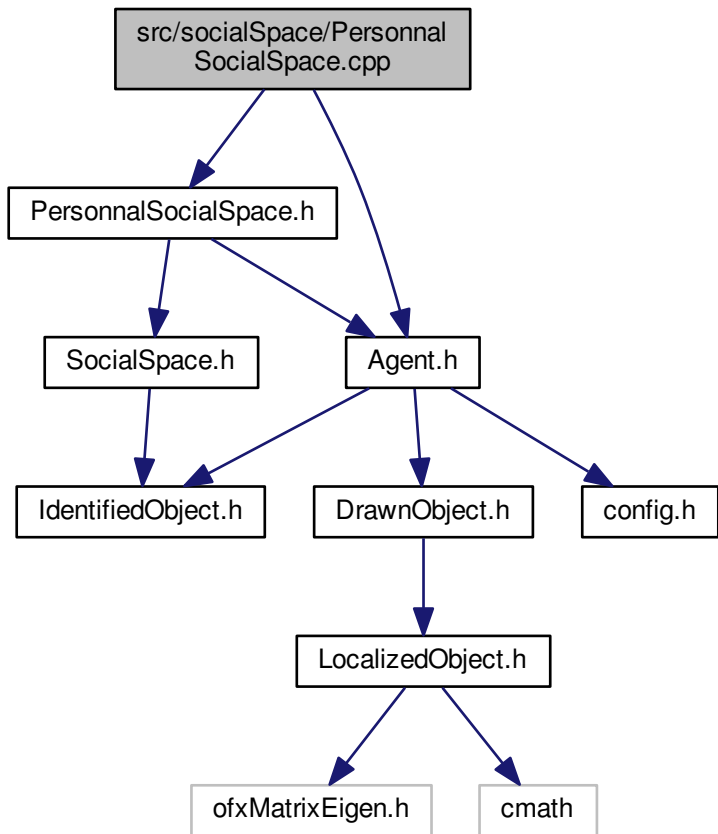 src/socialSpace/Personnal
SocialSpace.cpp
PersonnalSocialSpace.h
SocialSpace.h
Agent.h
IdentifiedObject.h
DrawnObject.h
config.h
LocalizedObject.h
ofxMatrixEigen.h
cmath